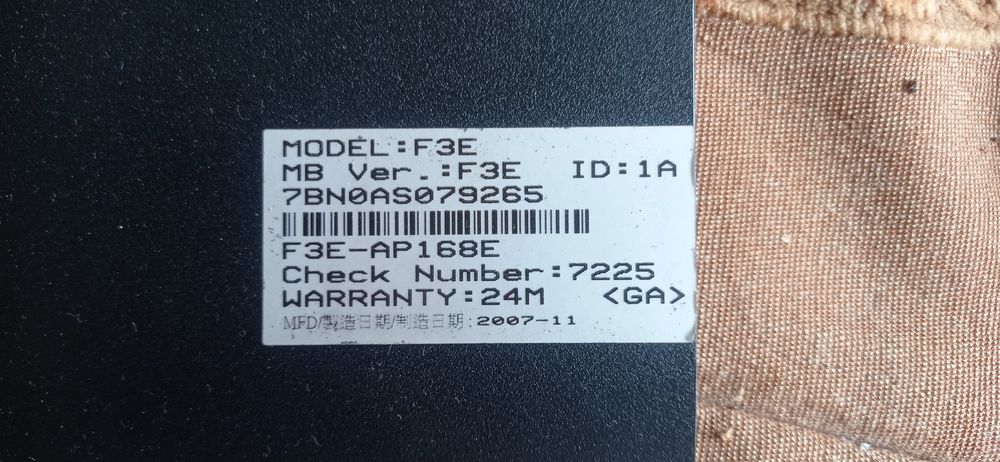 MODEL:F3E
MB Ver.:F3E ID:1A
7BN0AS079265
F3E-AP168E
Check Number:7225
WARRANTY:24M <GA>
MFD/製造日期/制造日期:2007-11